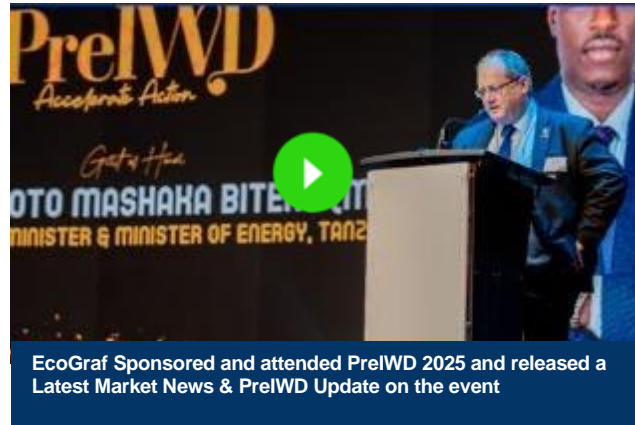 PreIWD
Accelerate Action
Guest of Honor
OTO MASHAKA BITEK
MINISTER & MINISTER OF ENERGY, TANZ
EcoGraf Sponsored and attended PreIWD 2025 and released a
Latest Market News & PreIWD Update on the event